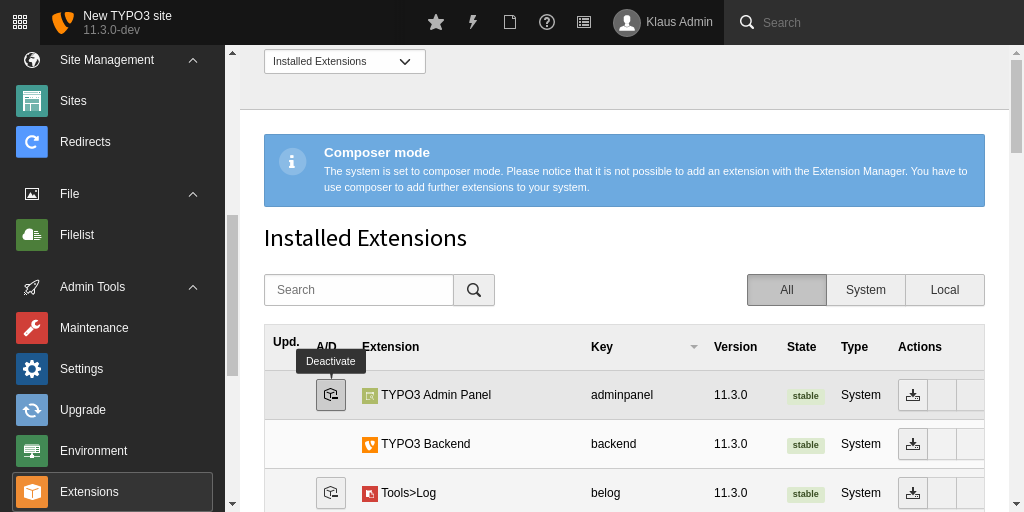 New TYPO3 site
11.3.0-dev
Klaus Admin
Search
Site Management
Sites
Redirects
File
Filelist
Admin Tools
Maintenance
Settings
Upgrade
Environment
Extensions
Installed Extensions
Composer mode
The system is set to composer mode. Please notice that it is not possible to add an extension with the Extension Manager. You have to
use composer to add further extensions to your system.
Installed Extensions
Search
All System Local
Upd. A/D Extension Key Version State Type Actions
Deactivate
TYPO3 Admin Panel adminpanel 11.3.0 stable System
TYPO3 Backend backend 11.3.0 stable System
Tools>Log belog 11.3.0 stable System